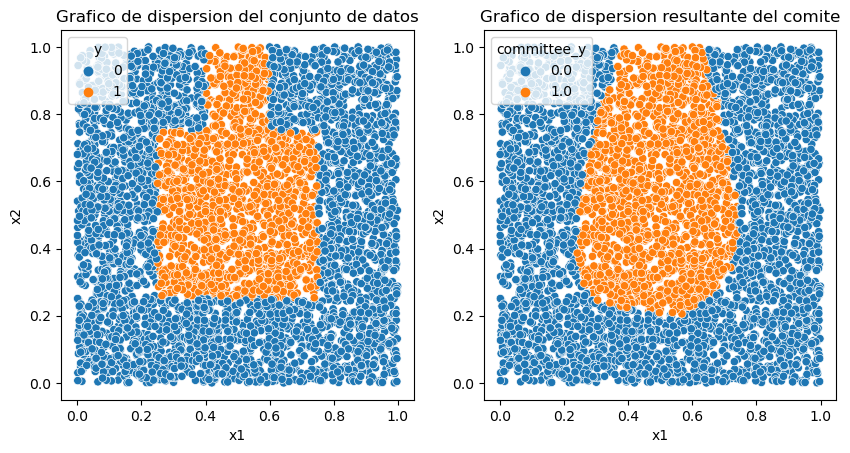 Grafico de dispersion del conjunto de datos
y
0
1
1.0
0.8
0.6
0.4
0.2
0.0
x2
0.0 0.2 0.4 0.6 0.8 1.0
x1
Grafico de dispersion resultante del comite
committee_y
0.0
1.0
1.0
0.8
0.6
0.4
0.2
0.0
x2
0.0 0.2 0.4 0.6 0.8 1.0
x1